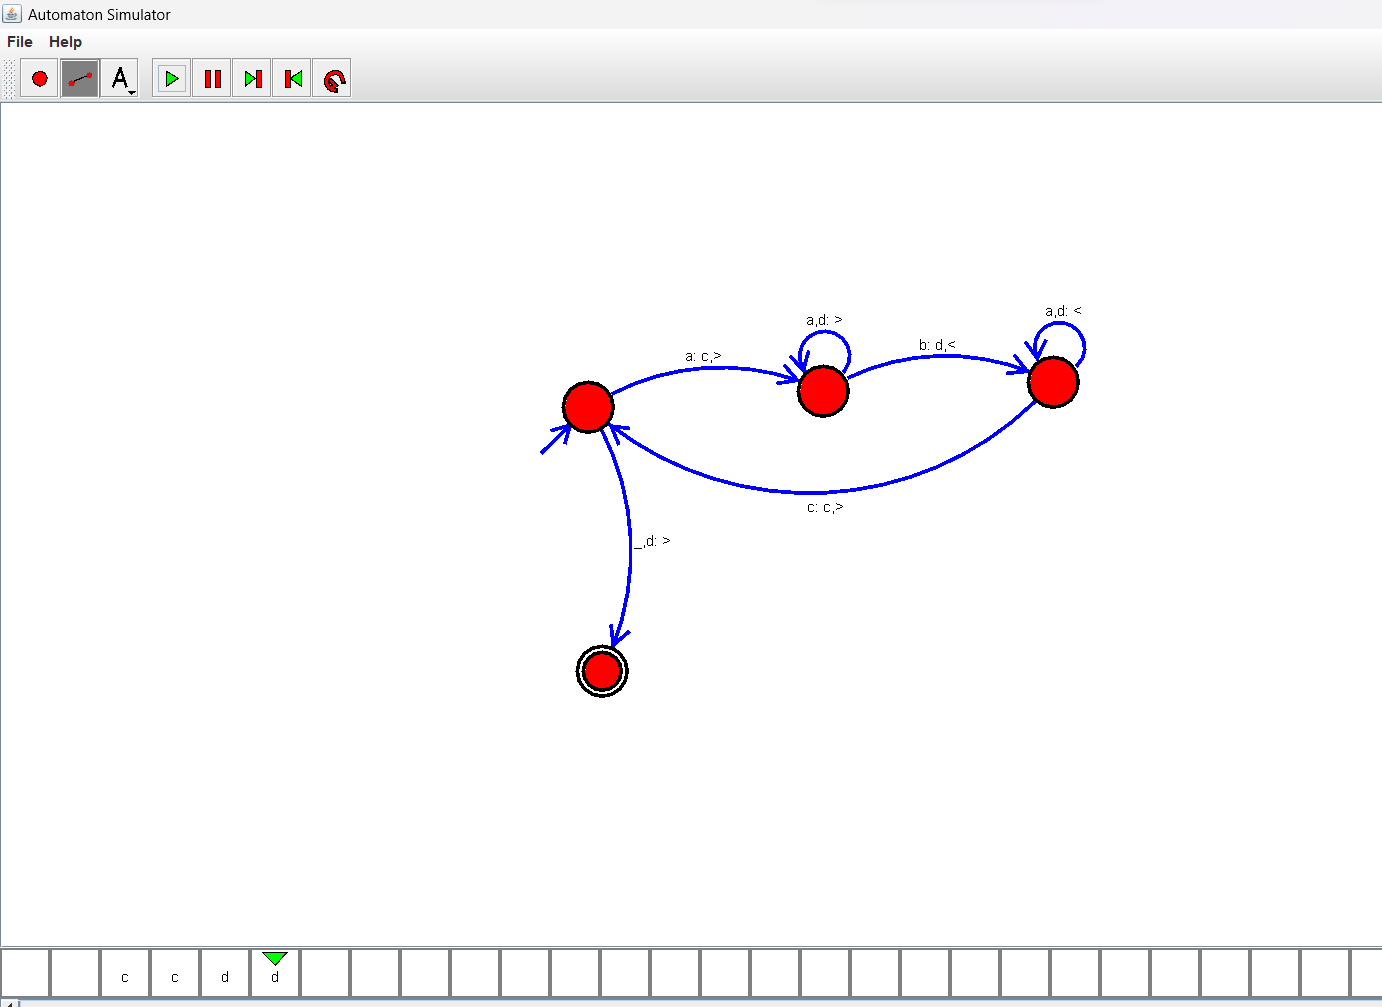 Automaton Simulator
File Help
A
a,d: <
a,d: >
b: d,<
a: c,>
c: c,>
_,d: >
c c d d